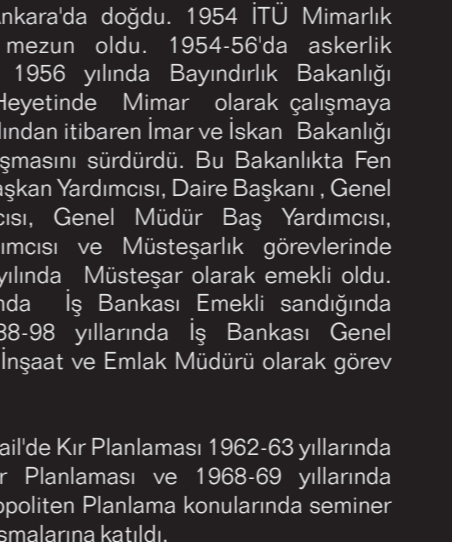 nkara'da doğdu. 1954 İTÜ Mimarlık
mezun oldu. 1954-56'da askerlik
1956 yılında Bayındırlık Bakanlığı
Heyetinde Mimar olarak çalışmaya
lından itibaren İmar ve İskan Bakanlığı
şmasını sürdürdü. Bu Bakanlıkta Fen
aşkan Yardımcısı, Daire Başkanı , Genel
cısı, Genel Müdür Baş Yardımcısı,
ımcısı ve Müsteşarlık görevlerinde
yılında Müsteşar olarak emekli oldu.
nda İş Bankası Emekli sandığında
88-98 yıllarında İş Bankası Genel
İnşaat ve Emlak Müdürü olarak görev
ail'de Kır Planlaması 1962-63 yıllarında
r Planlaması ve 1968-69 yıllarında
opoliten Planlama konularında seminer
ışmalarına katıldı.